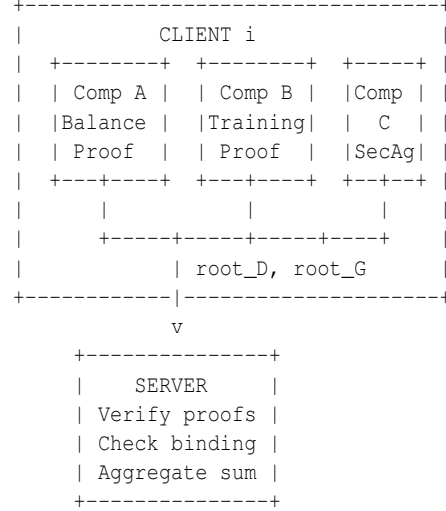 CLIENT i
Comp A Comp B Comp
Balance Training C
Proof Proof SecAg
root_D, root_G
v
SERVER
Verify proofs
Check binding
Aggregate sum